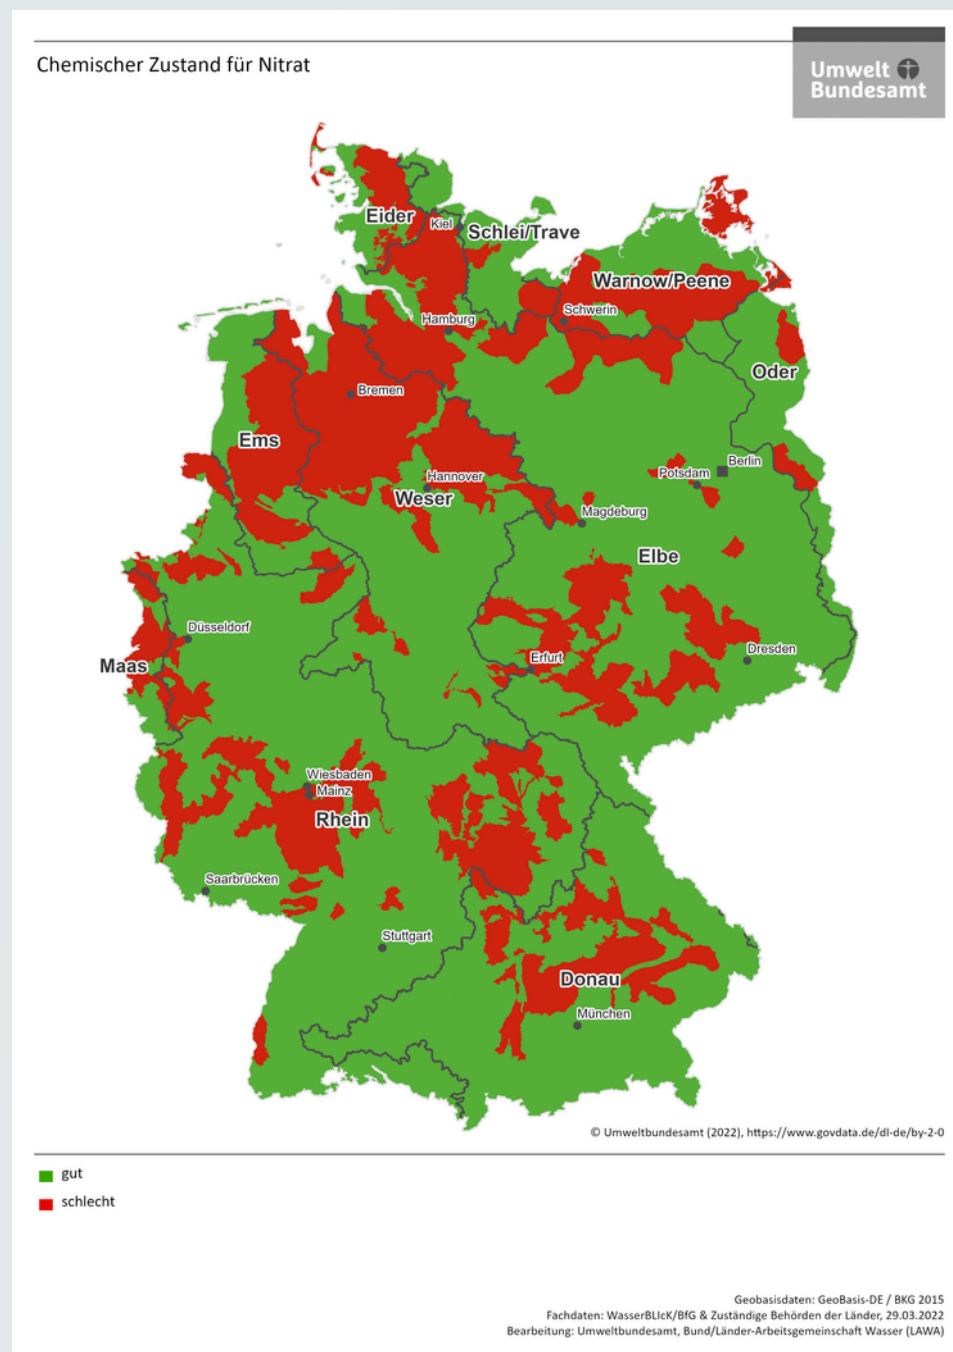 Chemischer Zustand für Nitrat
Umwelt
Bundesamt
Eider
Kiel
Schlei/Trave
Warnow/Peene
Schwerin
Hamburg
Oder
Bremen
Ems
Berlin
Potsdam
Hannover
Weser
Magdeburg
Elbe
Düsseldorf
Dresden
Erfurt
Maas
Wiesbaden
Mainz
Rhein
Saarbrücken
Stuttgart
Donau
München
© Umweltbundesamt (2022), https://www.govdata.de/dl-de/by-2-0
gut
schlecht
Geobasisdaten: GeoBasis-DE / BKG 2015
Fachdaten: WasserBLIcK/BfG & Zuständige Behörden der Länder, 29.03.2022
Bearbeitung: Umweltbundesamt, Bund/Länder-Arbeitsgemeinschaft Wasser (LAWA)